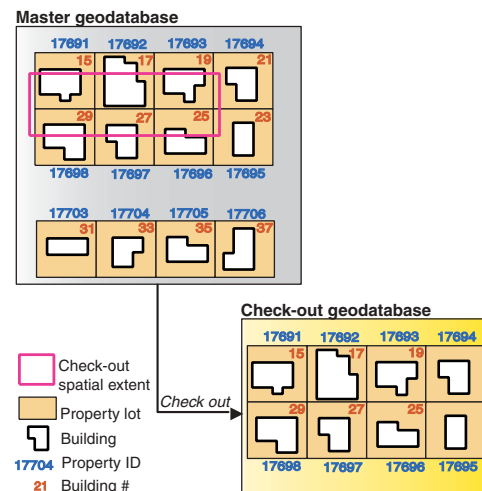 Master geodatabase
17691 17692 17693 17694
15 17 19 21
29 27 25 23
17698 17697 17696 17695
17703 17704 17705 17706
31 33 35 37
Check-out geodatabase
17691 17692 17693 17694
15 17 19
29 27 25
17698 17697 17696 17695
Check out
Check-out
spatial extent
Property lot
Building
17704 Property ID
21 Building #